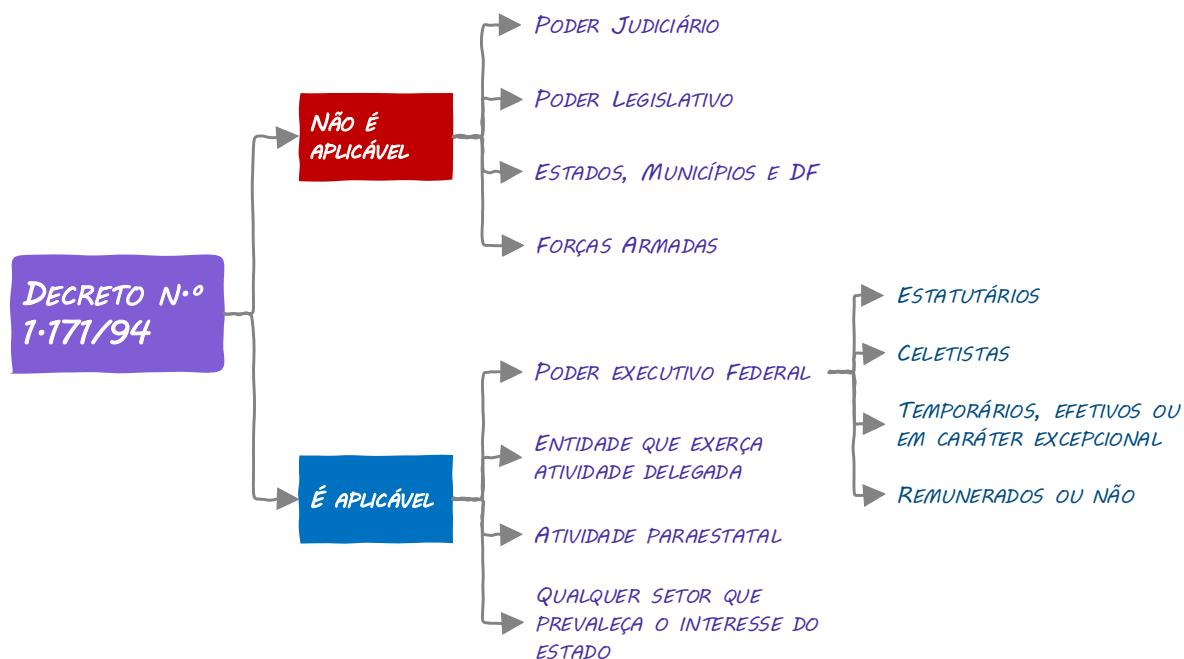 Poder Judiciário
Poder Legislativo
Não é
aplicável
Estados, Municípios e DF
Forças Armadas
Decreto n.º
1.171/94
Estatutários
Celetistas
Poder executivo Federal
Temporários, efetivos ou
em caráter excepcional
Entidade que exerça
atividade delegada
É aplicável
Remunerados ou não
Atividade paraestatal
Qualquer setor que
prevaleça o interesse do
estado